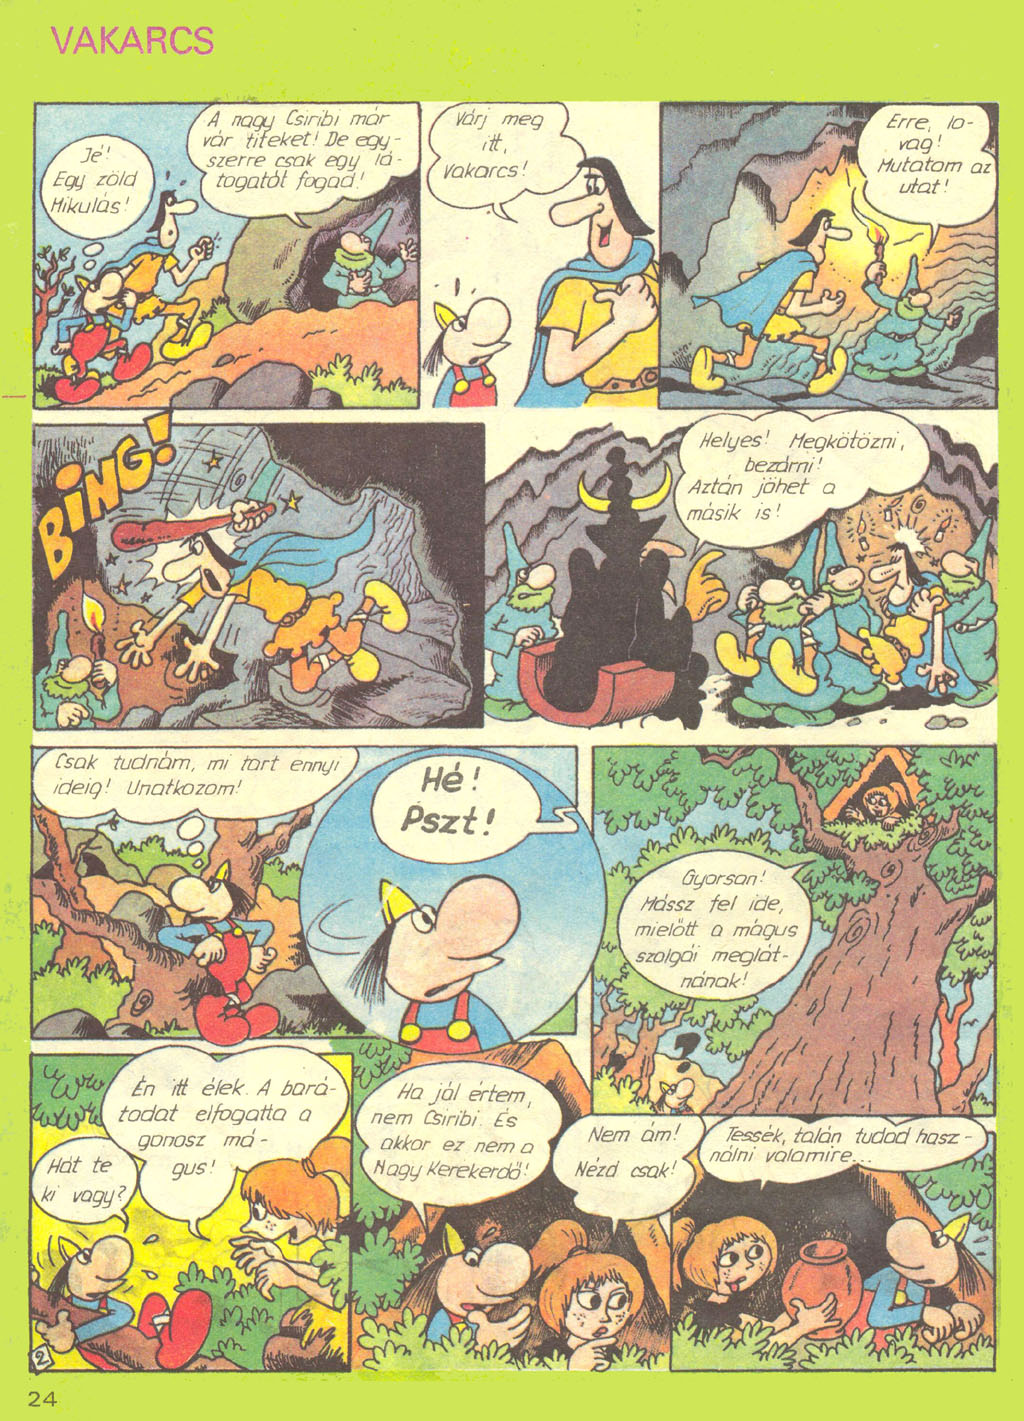 VAKARCS
Jé!
Egy zöld
Mikulás!
A nagy Csiribi már
vár titeket! De egy-
szerre csak egy lá-
togatót fogad!
Várj meg
itt,
Vakarcs!
Erre, lo-
vag!
Mutatom az
utat!
BING!
Helyes! Megkötözni,
bezárni!
Aztán jöhet a
másik is!
Csak tudnám, mi tart ennyi
ideig! Unatkozom!
Hé!
Pszt!
Gyorsan!
Mássz fel ide,
mielőtt a mágus
szolgái meglát-
nának!
Hát te
ki vagy?
Én itt élek. A bará-
todat elfogatta a
gonosz má-
gus!
Ha jól értem,
nem Csiribi. És
akkor ez nem a
Nagy Kerekerdő!
Nem ám!
Nézd csak!
Tessék, talán tudod hasz-
nálni valamire...
2
24